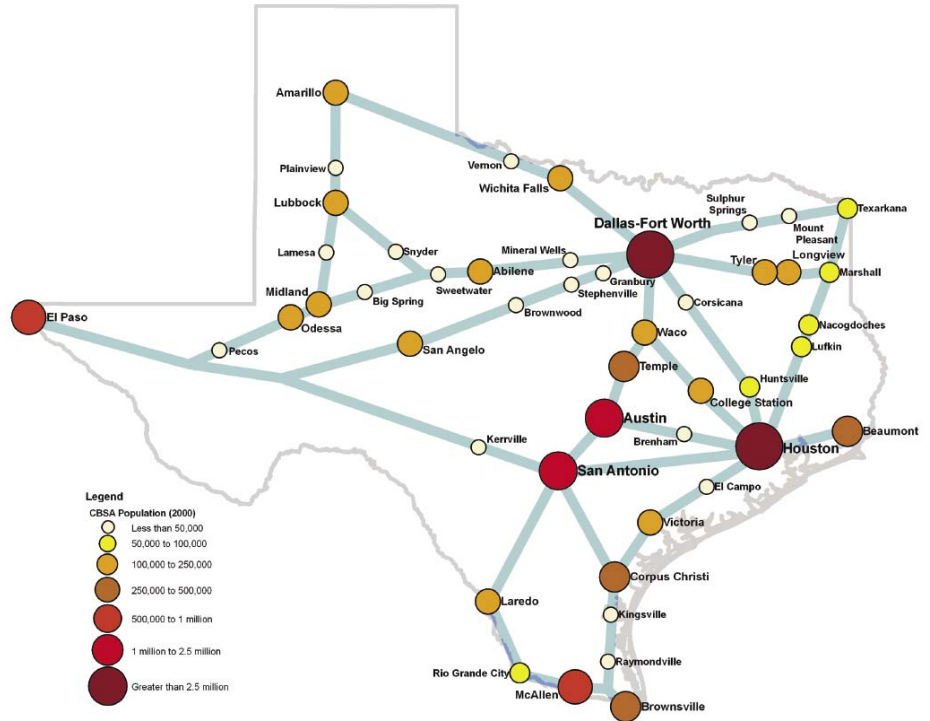 Amarillo
Plainview
Lubbock
Lamesa
Midland
Odessa
El Paso
Pecos
Big Spring
Snyder
Sweetwater
Abilene
Mineral Wells
Vernon
Wichita Falls
Dallas-Fort Worth
Sulphur
Springs
Mount
Pleasant
Texarkana
Tyler
Longview
Marshall
Granbury
Stephenville
Brownwood
San Angelo
Corsicana
Nacogdoches
Lufkin
Waco
Temple
Huntsville
College Station
Austin
Brenham
Houston
Beaumont
Kerrville
San Antonio
El Campo
Victoria
Corpus Christi
Laredo
Kingsville
Rio Grande City
Raymondville
McAllen
Brownsville
Legend
CBSA Population (2000)
Less than 50,000
50,000 to 100,000
100,000 to 250,000
250,000 to 500,000
500,000 to 1 million
1 million to 2.5 million
Greater than 2.5 million